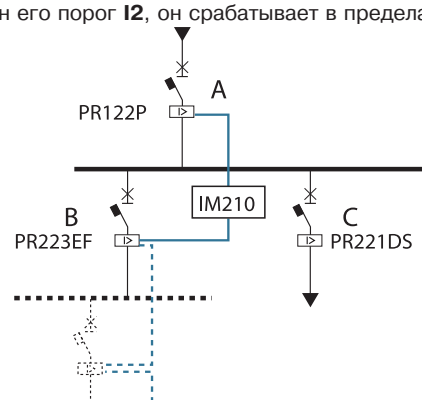 н его порог I2, он срабатывает в предела
A
PR122P
I>
IM210
B
C
PR223EF
I>
I>
PR221DS
I>